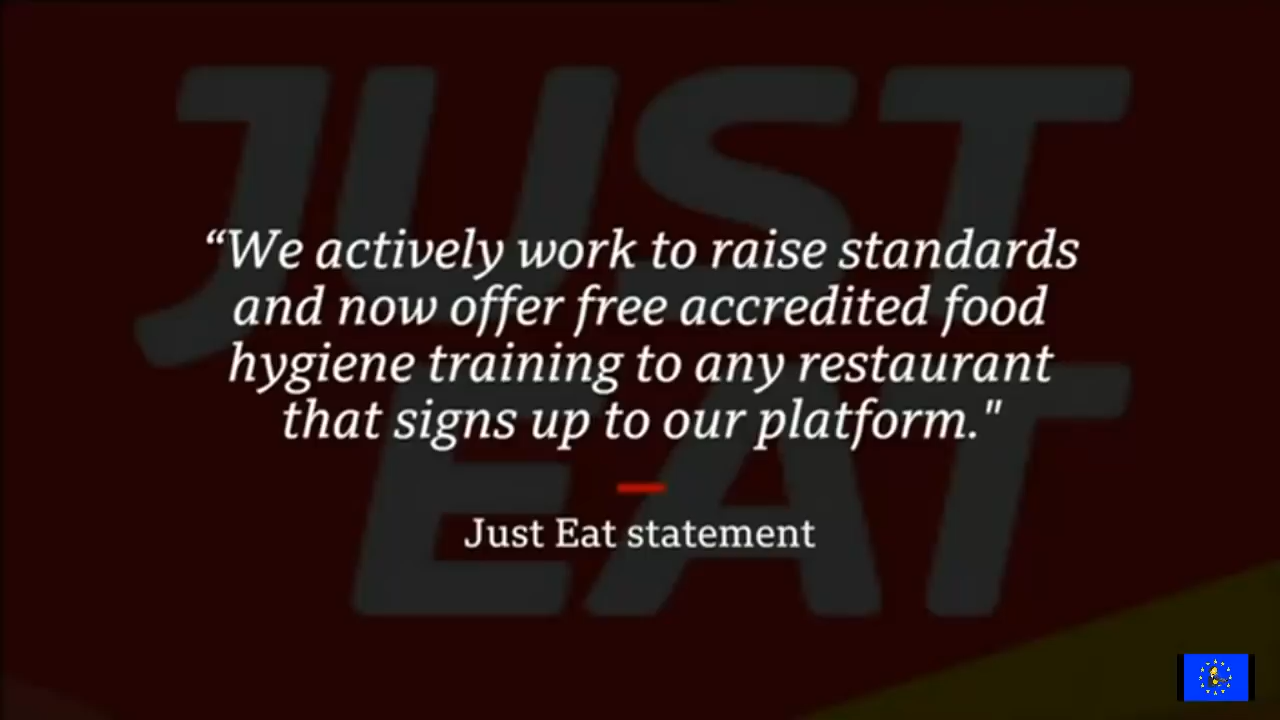 JUST
EAT
“We actively work to raise standards
and now offer free accredited food
hygiene training to any restaurant
that signs up to our platform."
Just Eat statement